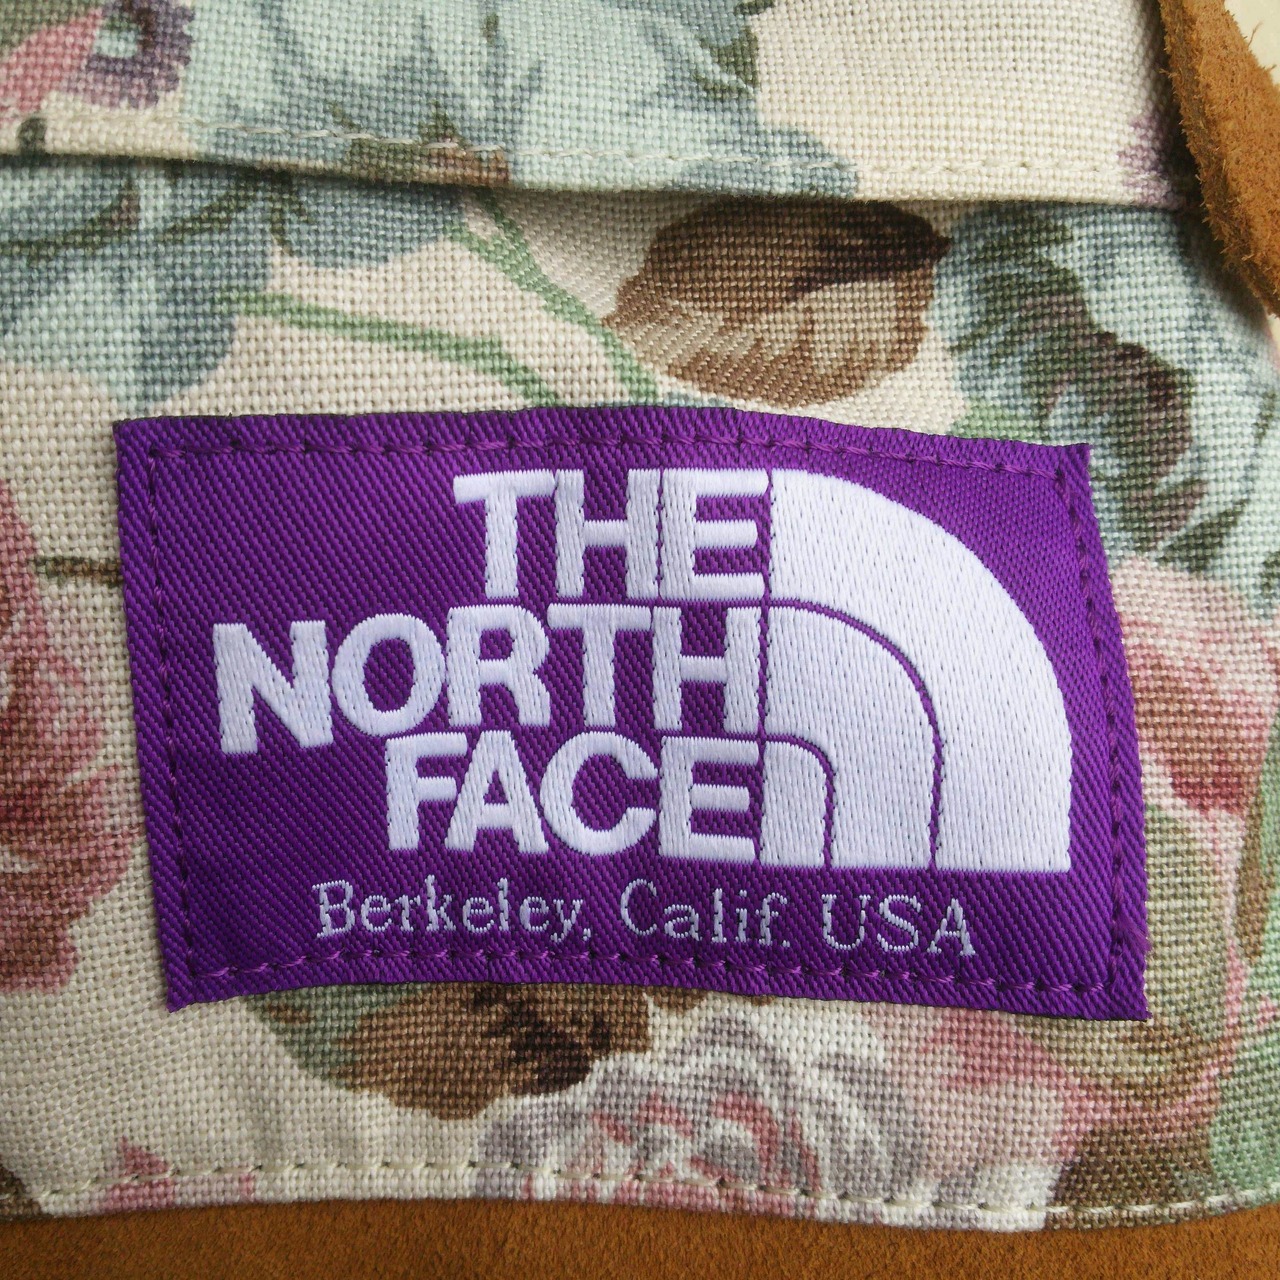 THE
NORTH
FACE
Berkeley, Calif. USA